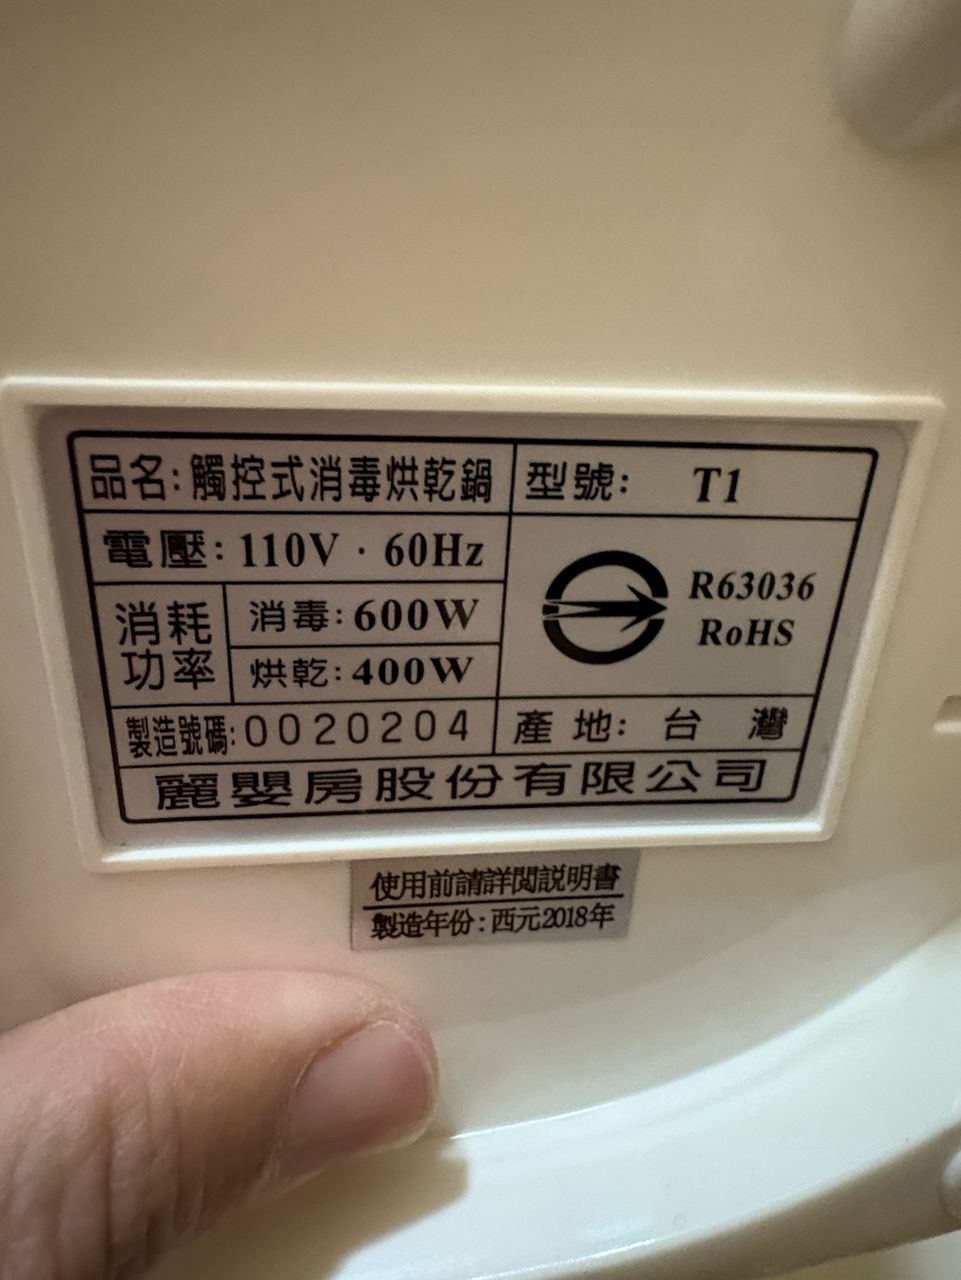 品名：觸控式消毒烘乾鍋
型號： T1
電壓：110V · 60Hz
R63036
RoHS
消耗功率
消毒：600W
烘乾：400W
製造號碼：0020204
產地： 台灣
麗嬰房股份有限公司
使用前請詳閱説明書
製造年份：西元2018年